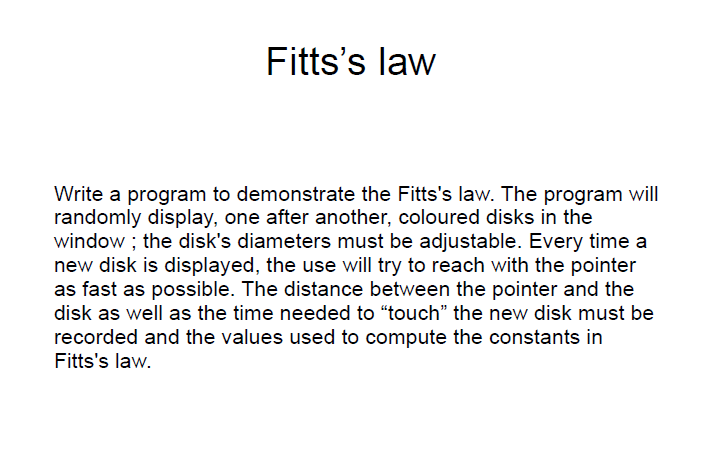 Fitts’s law
Write a program to demonstrate the Fitts's law. The program will
randomly display, one after another, coloured disks in the
window ; the disk's diameters must be adjustable. Every time a
new disk is displayed, the use will try to reach with the pointer
as fast as possible. The distance between the pointer and the
disk as well as the time needed to “touch” the new disk must be
recorded and the values used to compute the constants in
Fitts's law.